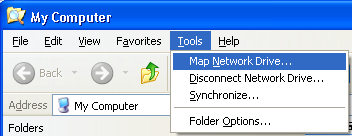 My Computer
File Edit View Favorites Tools Help
Map Network Drive...
Back
Disconnect Network Drive...
Synchronize...
Address My Computer
Folder Options...
Folders